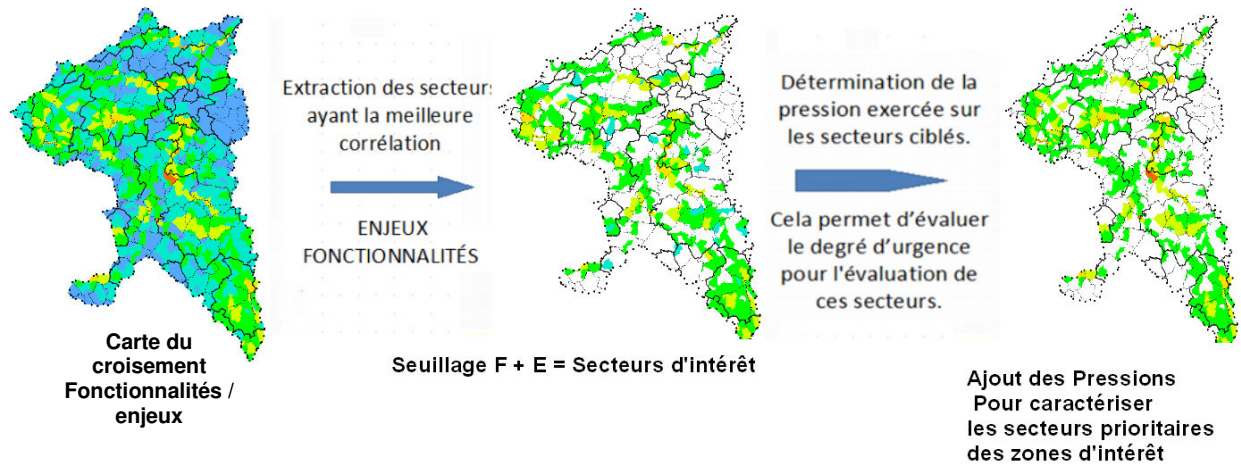 Extraction des secteurs
ayant la meilleure
corrélation
ENJEUX
FONCTIONNALITÉS
Détermination de la
pression exercée sur
les secteurs ciblés.
Cela permet d'évaluer
le degré d'urgence
pour l'évaluation de
ces secteurs.
Carte du
croisement
Fonctionnalités /
enjeux
Seuillage F + E = Secteurs d'intérêt
Ajout des Pressions
Pour caractériser
les secteurs prioritaires
des zones d'intérêt